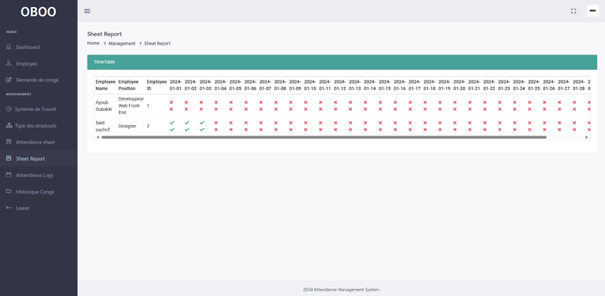 OBOO
MAIN
Dashboard
Employés
Demande de congé
MANAGEMENT
Système de Travail
Type des employés
Attendance sheet
Sheet Report
Attendance Logs
Historique Congé
Leave
Sheet Report
Home > Management > Sheet Report
TimeTable
Employee Employee Employee 2024- 2024- 2024- 2024- 2024- 2024- 2024- 2024- 2024- 2024- 2024- 2024- 2024- 2024- 2024- 2024- 2024- 2024- 2024- 2024- 2024- 2024- 2024- 2024- 2024- 2024- 2024- 2024- 2
Name Position ID 01-01 01-02 01-03 01-04 01-05 01-06 01-07 01-08 01-09 01-10 01-11 01-12 01-13 01-14 01-15 01-16 01-17 01-18 01-19 01-20 01-21 01-22 01-23 01-24 01-25 01-26 01-27 01-28 0
Ayoub
Dubakki
Développeur
Web Front-
End
1
Said
ouchrif
Designer
2
2024 Attendance Management System.